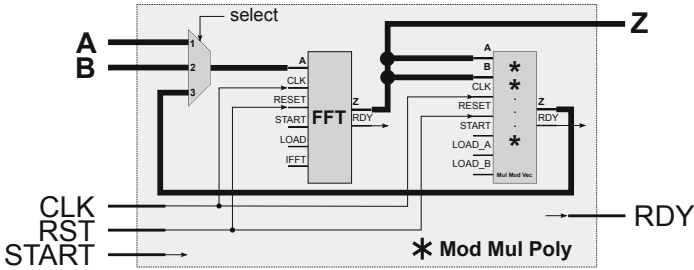 select
A
B
Z
1
2
3
A
CLK
RESET
START
LOAD
IFFT
FFT
Z
RDY
A
B
CLK
RESET
START
LOAD_A
LOAD_B
*
*
.
.
.
*
Mul Mod Vec
Z
RDY
CLK
RST
START
RDY
* Mod Mul Poly